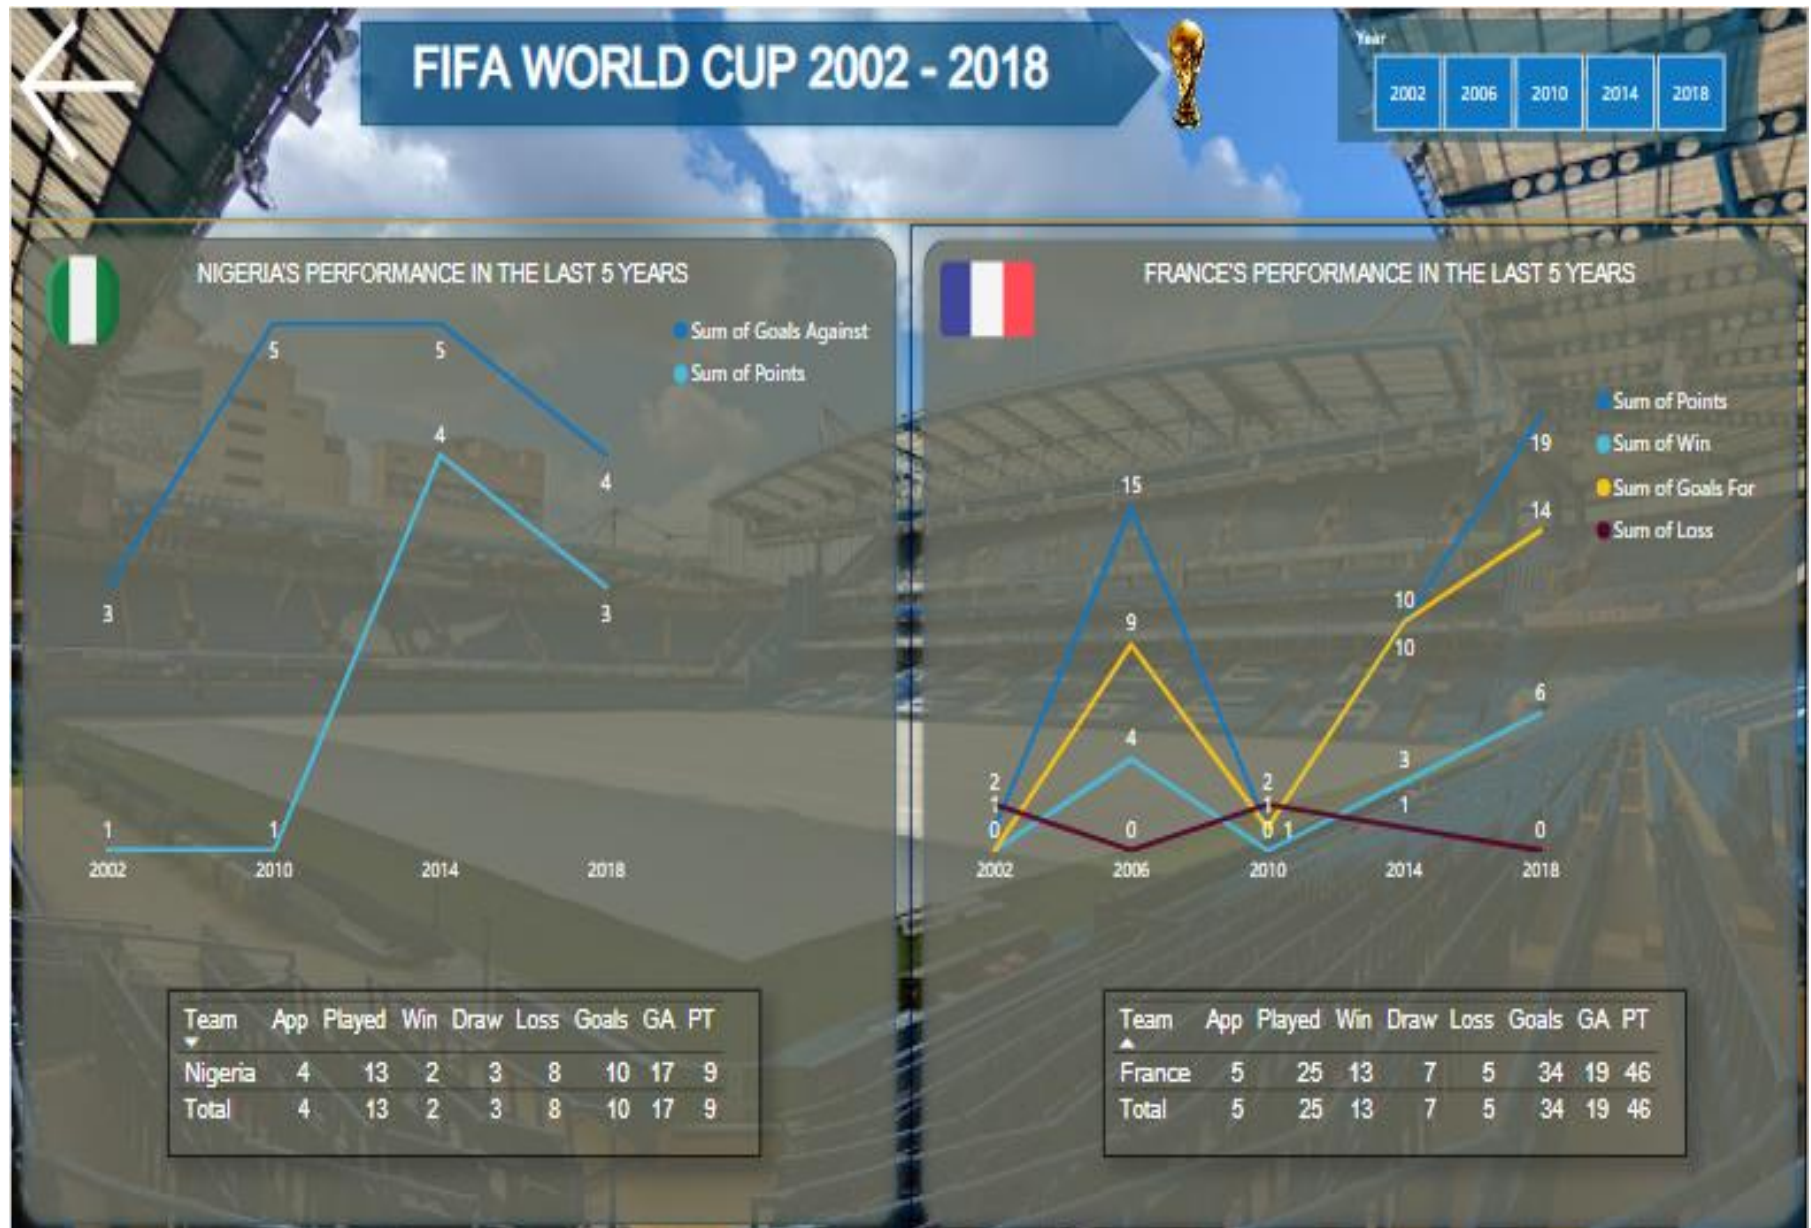 FIFA WORLD CUP 2002 - 2018
Year
2002 2006 2010 2014 2018
NIGERIA'S PERFORMANCE IN THE LAST 5 YEARS
Sum of Goals Against
Sum of Points
5 5
4
4
3 3
1 1
2002 2010 2014 2018
Team App Played Win Draw Loss Goals GA PT
Nigeria 4 13 2 3 8 10 17 9
Total 4 13 2 3 8 10 17 9
FRANCE'S PERFORMANCE IN THE LAST 5 YEARS
Sum of Points
Sum of Win
Sum of Goals For
Sum of Loss
19
15
14
10
9
10
6
4
3
2 2
1 1 1
0 0 0 1 0
2002 2006 2010 2014 2018
Team App Played Win Draw Loss Goals GA PT
France 5 25 13 7 5 34 19 46
Total 5 25 13 7 5 34 19 46